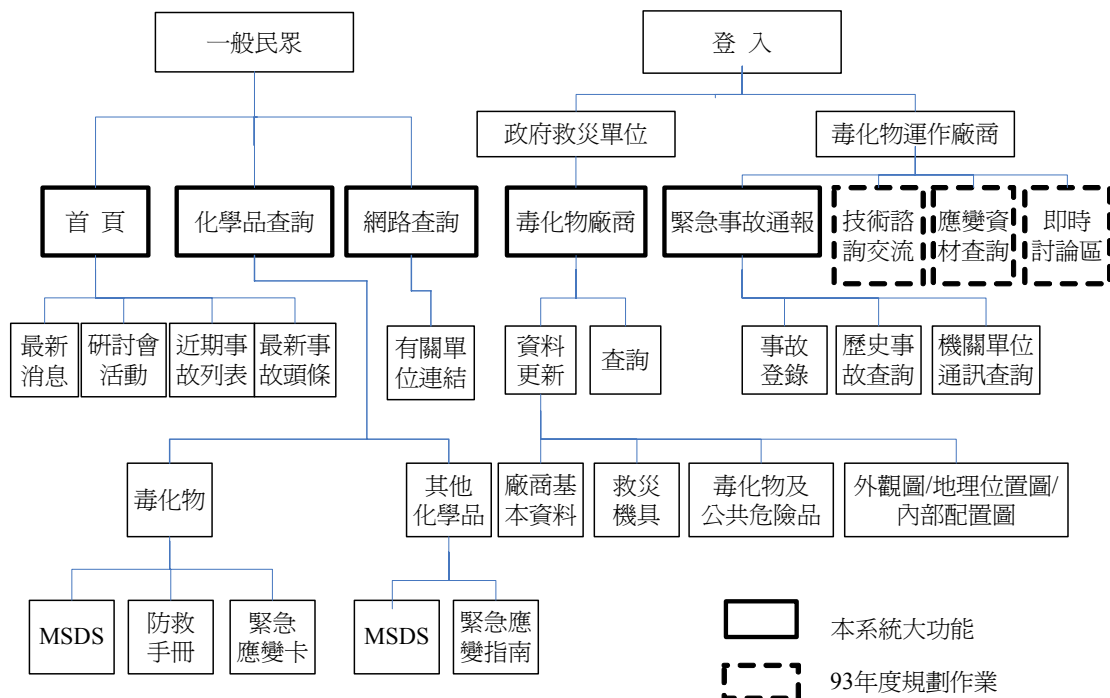 一般民眾
登 入
政府救災單位
毒化物運作廠商
首 頁
化學品查詢
網路查詢
毒化物廠商
緊急事故通報
技術諮
詢交流
應變資
材查詢
即時
討論區
最新
消息
研討會
活動
近期事
故列表
最新事
故頭條
有關單
位連結
資料
更新
查詢
事故
登錄
歷史事
故查詢
機關單位
通訊查詢
毒化物
其他
化學品
廠商基
本資料
救災
機具
毒化物及
公共危險品
外觀圖/地理位置圖/
內部配置圖
MSDS
防救
手冊
緊急
應變卡
MSDS
緊急應
變指南
本系統大功能
93年度規劃作業